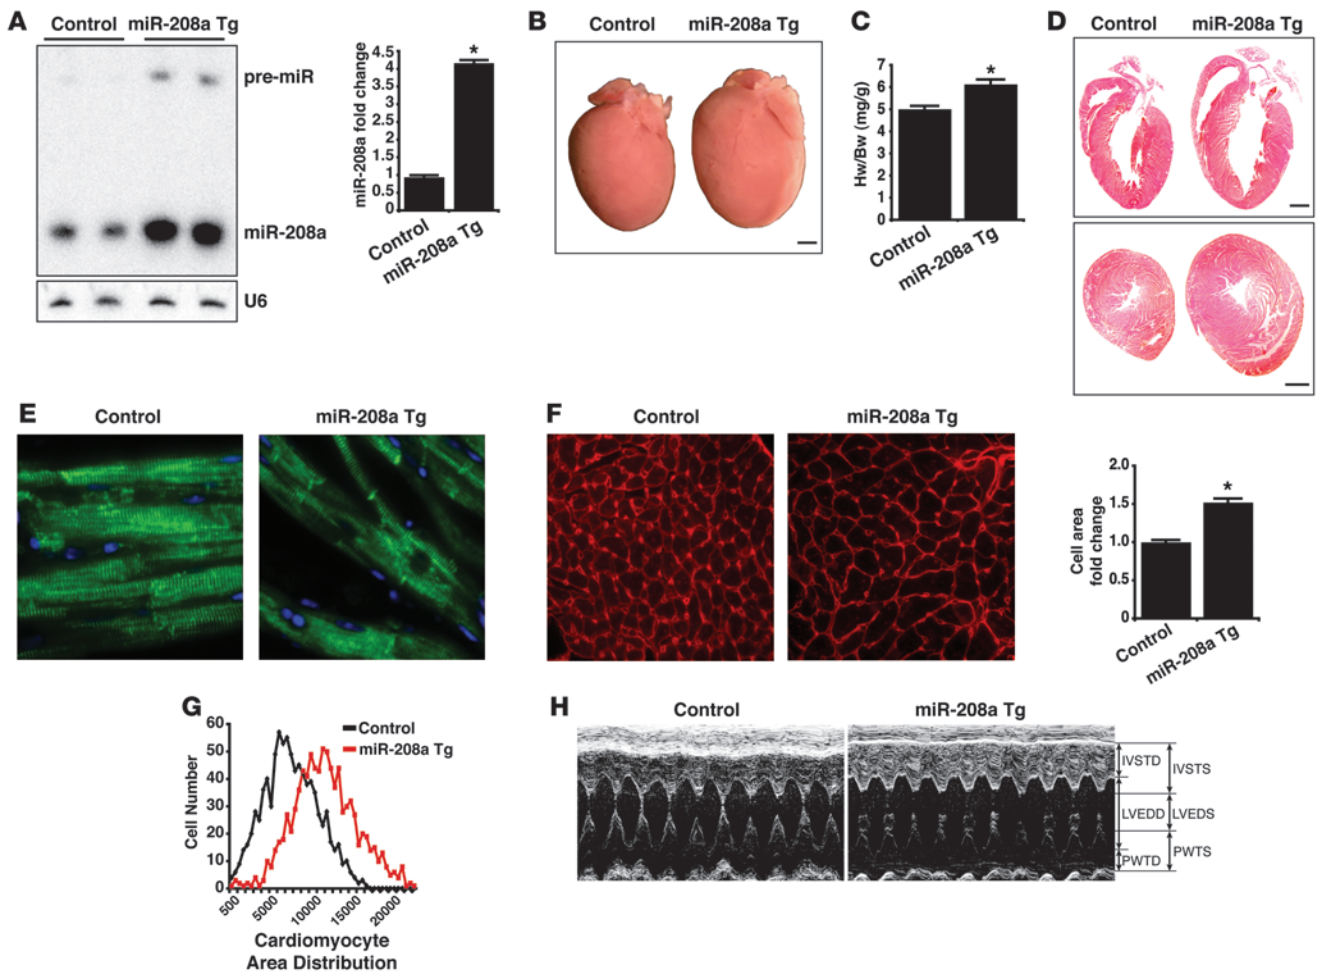 A
Control miR-208a Tg
pre-miR
miR-208a
U6
miR-208a fold change
4.5
4
3.5
3
2.5
2
1.5
1
0.5
0
*
Control
miR-208a Tg
B
Control miR-208a Tg
C
Hw/Bw (mg/g)
7
6
5
4
3
2
1
0
*
Control
miR-208a Tg
D
Control miR-208a Tg
E
Control miR-208a Tg
F
Control miR-208a Tg
Cell area
fold change
2.0
1.5
1.0
0.5
0
*
Control
miR-208a Tg
G
Cell Number
60
50
40
30
20
10
0
Control
miR-208a Tg
500 5000 10000 15000 20000
Cardiomyocyte
Area Distribution
H
Control miR-208a Tg
IVSTD IVSTS
LVEDD LVEDS
PWTD PWTS